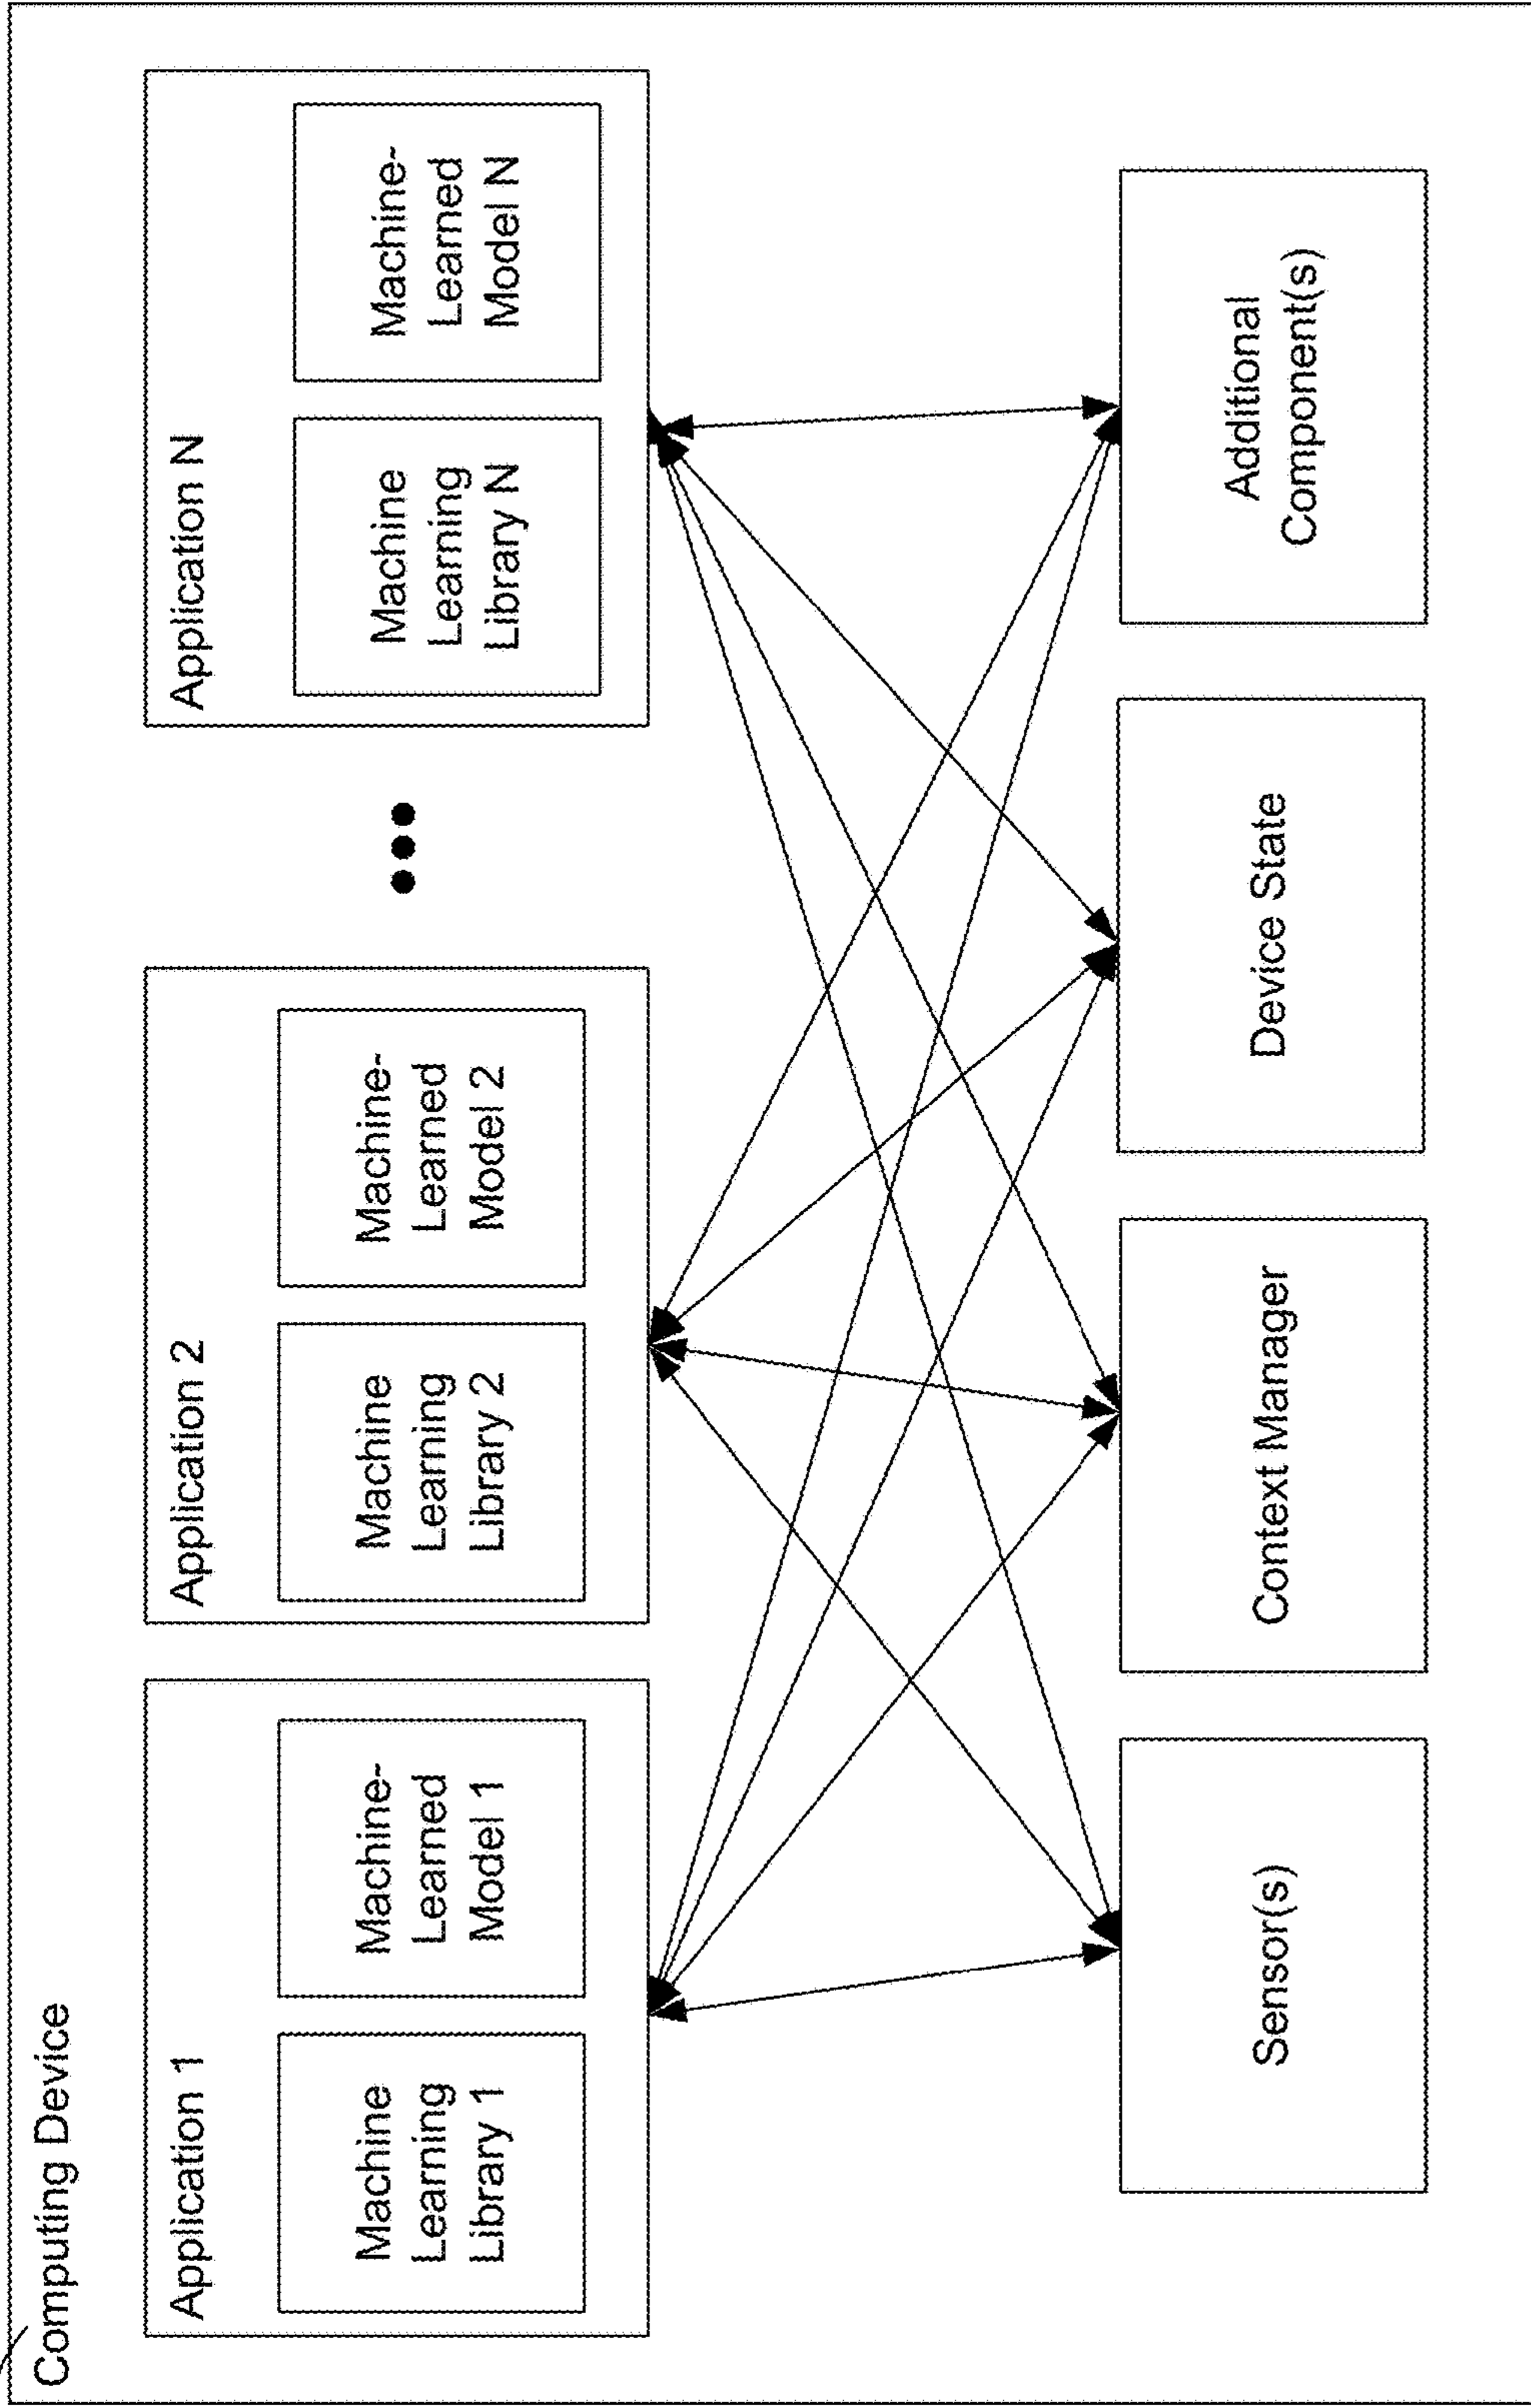 Computing Device
Application 1
Machine
Learning
Library 1
Machine-
Learned
Model 1
Application 2
Machine
Learning
Library 2
Machine-
Learned
Model 2
Application N
Machine
Learning
Library N
Machine-
Learned
Model N
Sensor(s)
Context Manager
Device State
Additional
Component(s)